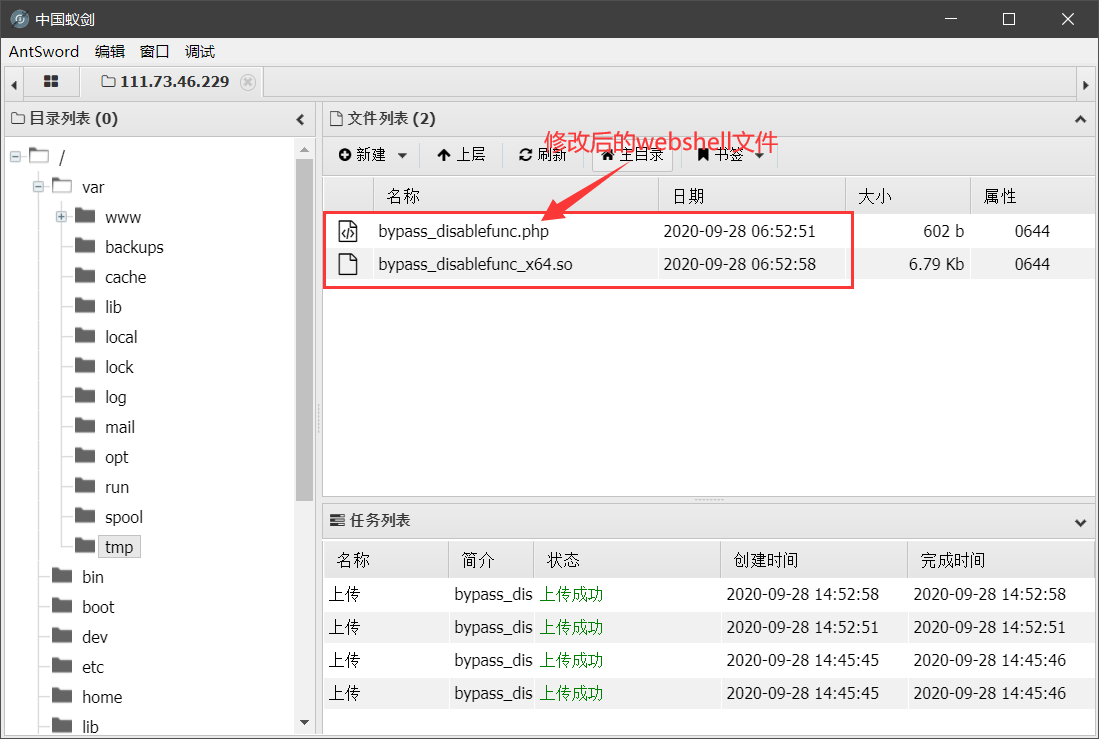 中国蚁剑
AntSword 编辑 窗口 调试
111.73.46.229
目录列表 (0)
/
var
www
backups
cache
lib
local
lock
log
mail
opt
run
spool
tmp
bin
boot
dev
etc
home
lib
文件列表 (2)
修改后的webshell文件
新建 上层 刷新 主目录 书签
名称 日期 大小 属性
bypass_disablefunc.php 2020-09-28 06:52:51 602 b 0644
bypass_disablefunc_x64.so 2020-09-28 06:52:58 6.79 Kb 0644
任务列表
名称 简介 状态 创建时间 完成时间
上传 bypass_dis 上传成功 2020-09-28 14:52:58 2020-09-28 14:52:58
上传 bypass_dis 上传成功 2020-09-28 14:52:51 2020-09-28 14:52:51
上传 bypass_dis 上传成功 2020-09-28 14:45:45 2020-09-28 14:45:46
上传 bypass_dis 上传成功 2020-09-28 14:45:45 2020-09-28 14:45:46